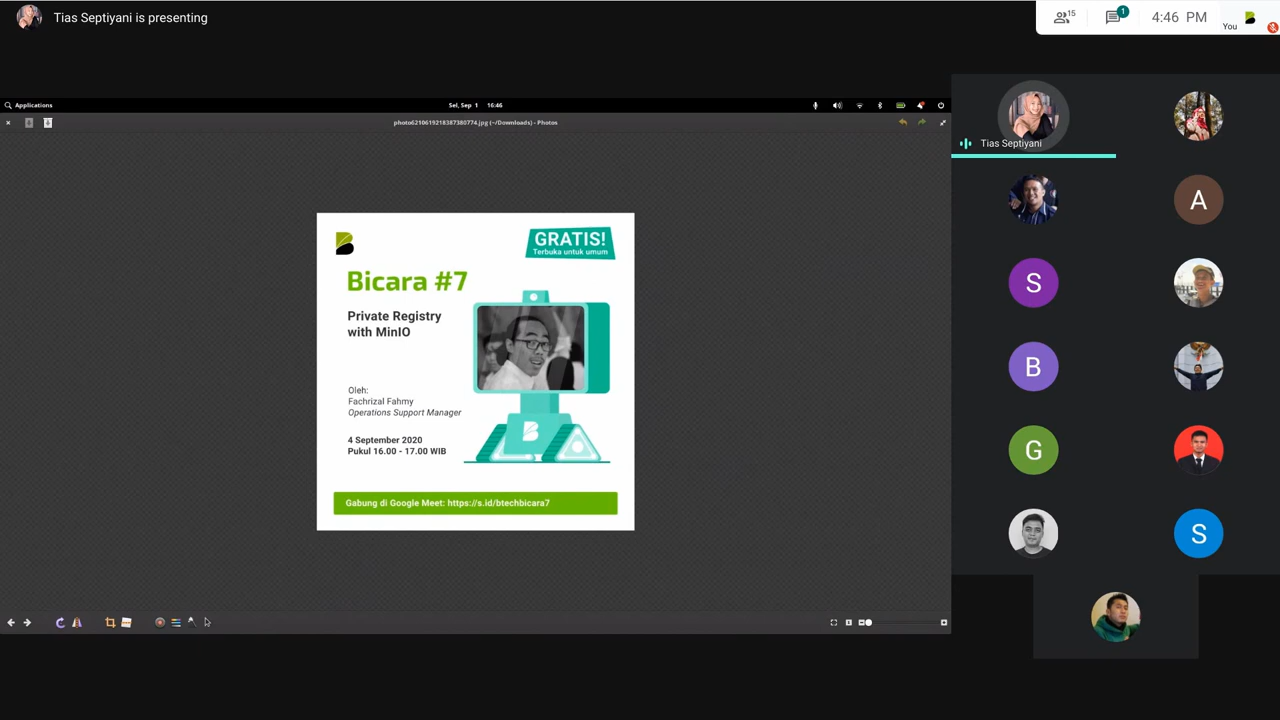 Tias Septiyani is presenting
15
1
4:46 PM
You
Applications
Sel, Sep 1 16:46
photo6210619218387380774.jpg (~/Downloads) - Photos
GRATIS!
Terbuka untuk umum
Bicara #7
Private Registry
with MinIO
Oleh:
Fachrizal Fahmy
Operations Support Manager
4 September 2020
Pukul 16.00 - 17.00 WIB
Gabung di Google Meet: https://s.id/btechbicara7
Tias Septiyani
A
S
B
G
S